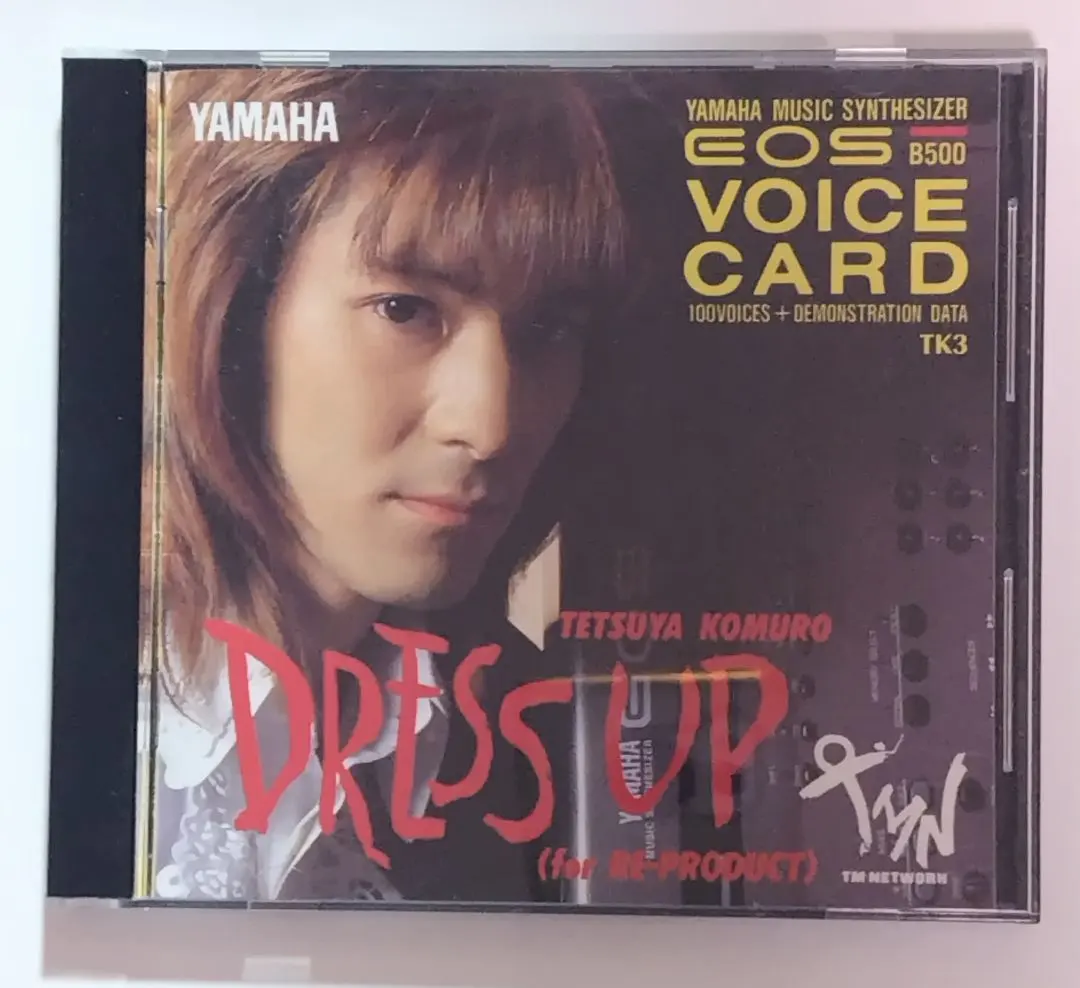 YAMAHA
YAMAHA MUSIC SYNTHESIZER
EOS B500
VOICE
CARD
100VOICES + DEMONSTRATION DATA
TK3
TETSUYA KOMURO
DRESS UP
(for RE-PRODUCT)
TMN
TM NETWORK
YAMAHA